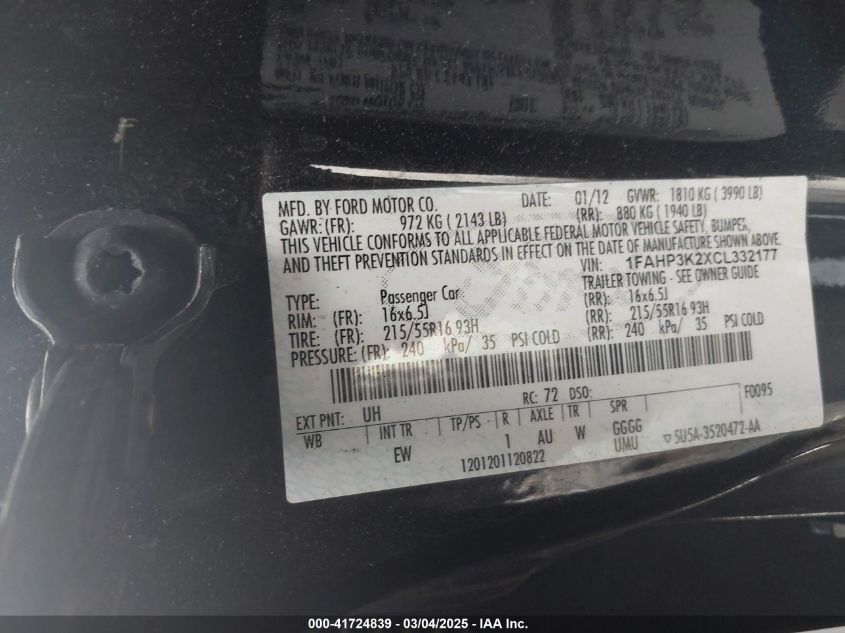 MFD. BY FORD MOTOR CO. DATE: 01/12 GVWR: 1810 KG ( 3990 LB)
GAWR: (FR): 972 KG ( 2143 LB) (RR): 880 KG ( 1940 LB)
THIS VEHICLE CONFORMS TO ALL APPLICABLE FEDERAL MOTOR VEHICLE SAFETY, BUMPER,
AND THEFT PREVENTION STANDARDS IN EFFECT ON THE DATE OF MANUFACTURE SHOWN ABOVE.
VIN: 1FAHP3K2XCL332177
TYPE: Passenger Car TRAILER TOWING - SEE OWNER GUIDE
RIM: (FR): 16x6.5J (RR): 16x6.5J
TIRE: (FR): 215/55R16 93H (RR): 215/55R16 93H
PRESSURE: (FR): 240 kPa/ 35 PSI COLD (RR): 240 kPa/ 35 PSI COLD
RC: 72 DSO: F0095
EXT PNT: UH
WB INT TR TP/PS R AXLE TR SPR
EW 1 AU W GGGG 5U5A-3520472-AA
UMU
1201201120822
000-41724839 - 03/04/2025 - IAA Inc.